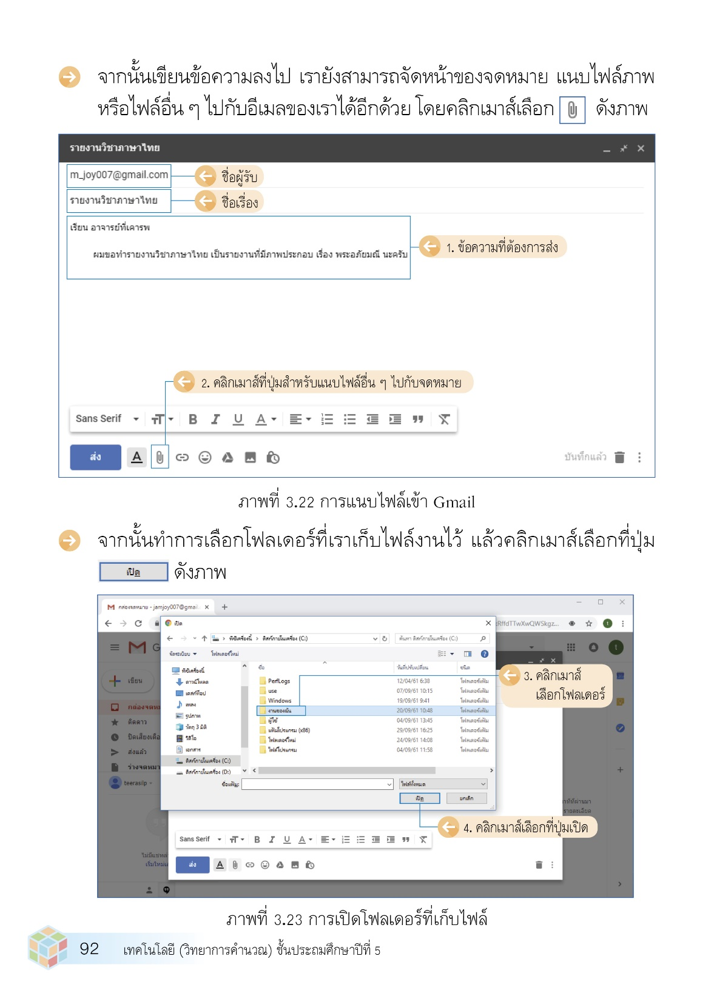 จากนั้นเขียนข้อความลงไป เรายังสามารถจัดหน้าของจดหมาย แนบไฟล์ภาพ
หรือไฟล์อื่น ๆ ไปกับอีเมลของเราได้อีกด้วย โดยคลิกเมาส์เลือก ดังภาพ
รายงานวิชาภาษาไทย
m_joy007@gmail.com
ชื่อผู้รับ
รายงานวิชาภาษาไทย
ชื่อเรื่อง
เรียน อาจารย์ที่เคารพ
ผมขอทำรายงานวิชาภาษาไทย เป็นรายงานที่มีภาพประกอบ เรื่อง พระอภัยมณี นะครับ
1. ข้อความที่ต้องการส่ง
2. คลิกเมาส์ที่ปุ่มสำหรับแนบไฟล์อื่น ๆ ไปกับจดหมาย
Sans Serif
ส่ง
บันทึกแล้ว
ภาพที่ 3.22 การแนบไฟล์เข้า Gmail
จากนั้นทำการเลือกโฟลเดอร์ที่เราเก็บไฟล์งานไว้ แล้วคลิกเมาส์เลือกที่ปุ่ม
เปิด ดังภาพ
กล่องจดหมาย - jamjoy007@gmail.
เปิด
RffdTTwXwQWSkgz...
พีซีเครื่องนี้ > ดิสก์ภายในเครื่อง (C:)
ค้นหา ดิสก์ภายในเครื่อง (C:)
จัดระเบียบ
โฟลเดอร์ใหม่
ชื่อ
วันที่ปรับเปลี่ยน
ชนิด
พีซีเครื่องนี้
ดาวน์โหลด
เดสก์ท็อป
เพลง
รูปภาพ
วัตถุ 3 มิติ
วิดีโอ
เอกสาร
ดิสก์ภายในเครื่อง (C:)
ดิสก์ภายในเครื่อง (D:)
PerfLogs 12/04/61 6:38 โฟลเดอร์แฟ้ม
use 07/09/61 10:15 โฟลเดอร์แฟ้ม
Windows 19/09/61 9:41 โฟลเดอร์แฟ้ม
งานของฉัน 20/09/61 10:48 โฟลเดอร์แฟ้ม
ผู้ใช้ 04/09/61 13:45 โฟลเดอร์แฟ้ม
แฟ้มโปรแกรม (x86) 29/09/61 16:25 โฟลเดอร์แฟ้ม
โฟลเดอร์ใหม่ 24/09/61 14:08 โฟลเดอร์แฟ้ม
ไฟล์โปรแกรม 04/09/61 11:58 โฟลเดอร์แฟ้ม
3. คลิกเมาส์
เลือกโฟลเดอร์
เขียน
กล่องจดห
ติดดาว
ปิดเสียงเตือ
ส่งแล้ว
ร่างจดหมา
teerasilp
ชื่อแฟ้ม:
ไฟล์ทั้งหมด
เปิด
ยกเลิก
าทีที่ผ่านมา
รายละเอียด
4. คลิกเมาส์เลือกที่ปุ่มเปิด
Sans Serif
ส่ง
เริ่มใหม่
ภาพที่ 3.23 การเปิดโฟลเดอร์ที่เก็บไฟล์
92 เทคโนโลยี (วิทยาการคำนวณ) ชั้นประถมศึกษาปีที่ 5